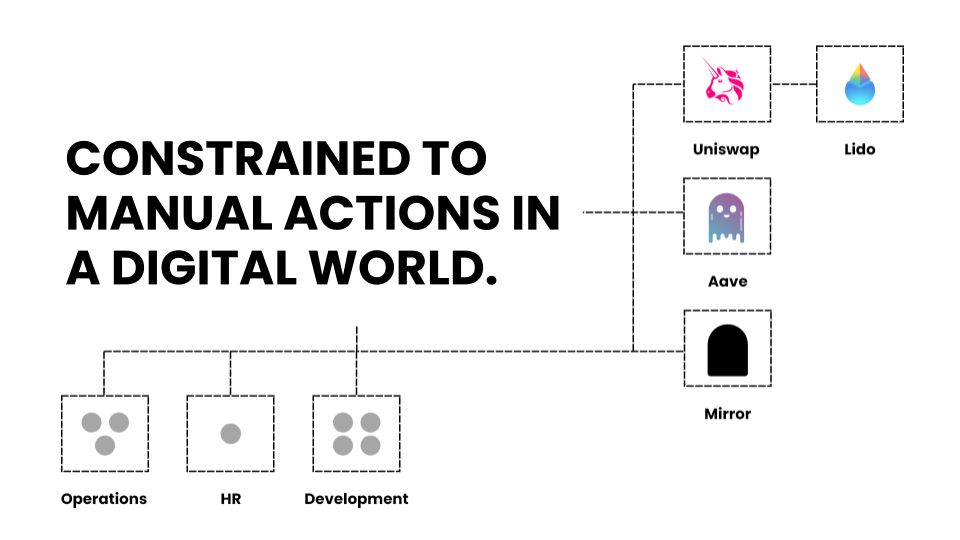 CONSTRAINED TO
MANUAL ACTIONS IN
A DIGITAL WORLD.
Uniswap
Lido
Aave
Mirror
Operations
HR
Development